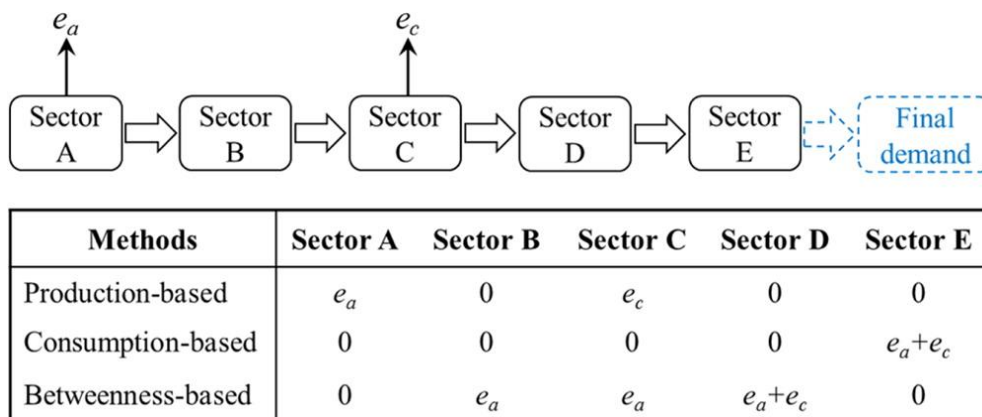 e_a
e_c
Sector A
Sector B
Sector C
Sector D
Sector E
Final demand
Methods Sector A Sector B Sector C Sector D Sector E
Production-based e_a 0 e_c 0 0
Consumption-based 0 0 0 0 e_a+e_c
Betweenness-based 0 e_a e_a e_a+e_c 0